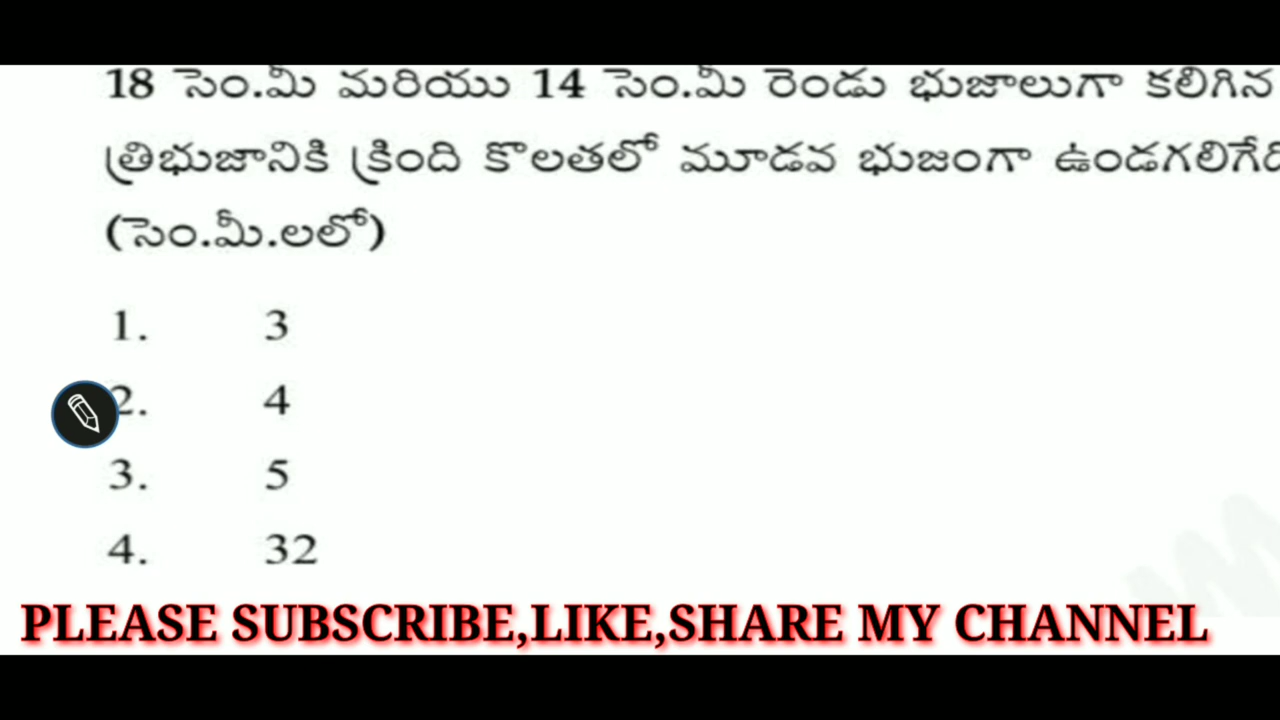 18 సెం.మీ మరియు 14 సెం.మీ రెండు భుజాలుగా కలిగిన
త్రిభుజానికి క్రింది కొలతలో మూడవ భుజంగా
(సెం.మీ.లలో)
1. 3
2. 4
3. 5
4. 32
PLEASE SUBSCRIBE,LIKE,SHARE MY CHANNEL